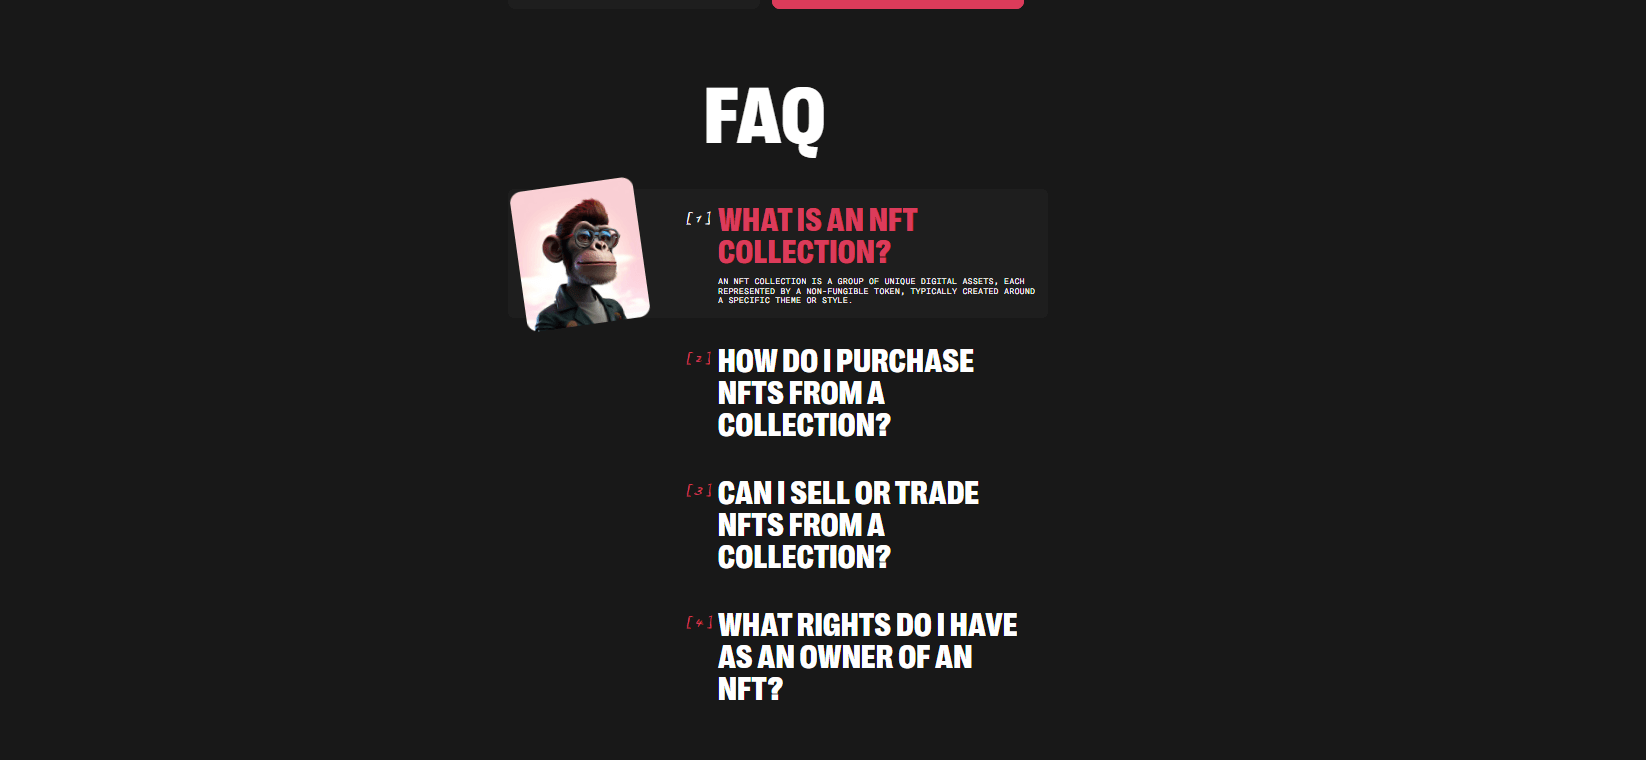 FAQ
[1] WHAT IS AN NFT
COLLECTION?
AN NFT COLLECTION IS A GROUP OF UNIQUE DIGITAL ASSETS, EACH
REPRESENTED BY A NON-FUNGIBLE TOKEN, TYPICALLY CREATED AROUND
A SPECIFIC THEME OR STYLE.
[2] HOW DO I PURCHASE
NFTS FROM A
COLLECTION?
[3] CAN I SELL OR TRADE
NFTS FROM A
COLLECTION?
[4] WHAT RIGHTS DO I HAVE
AS AN OWNER OF AN
NFT?